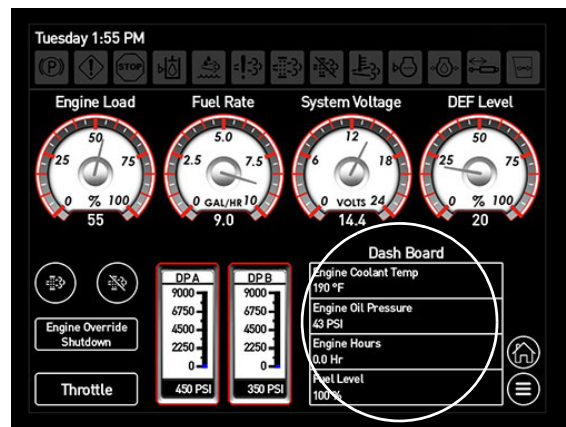 Tuesday 1:55 PM
STOP
Engine Load
Fuel Rate
System Voltage
DEF Level
50
25 75
0 % 100
55
5.0
2.5 7.5
0 GAL/HR 10
9.0
12
6 18
0 VOLTS 24
14.4
50
25 75
0 % 100
20
Engine Override
Shutdown
Throttle
DPA
9000
6750
4500
2250
0
450 PSI
DPB
9000
6750
4500
2250
0
350 PSI
Dash Board
Engine Coolant Temp
190 °F
Engine Oil Pressure
43 PSI
Engine Hours
0.0 Hr
Fuel Level
100 %